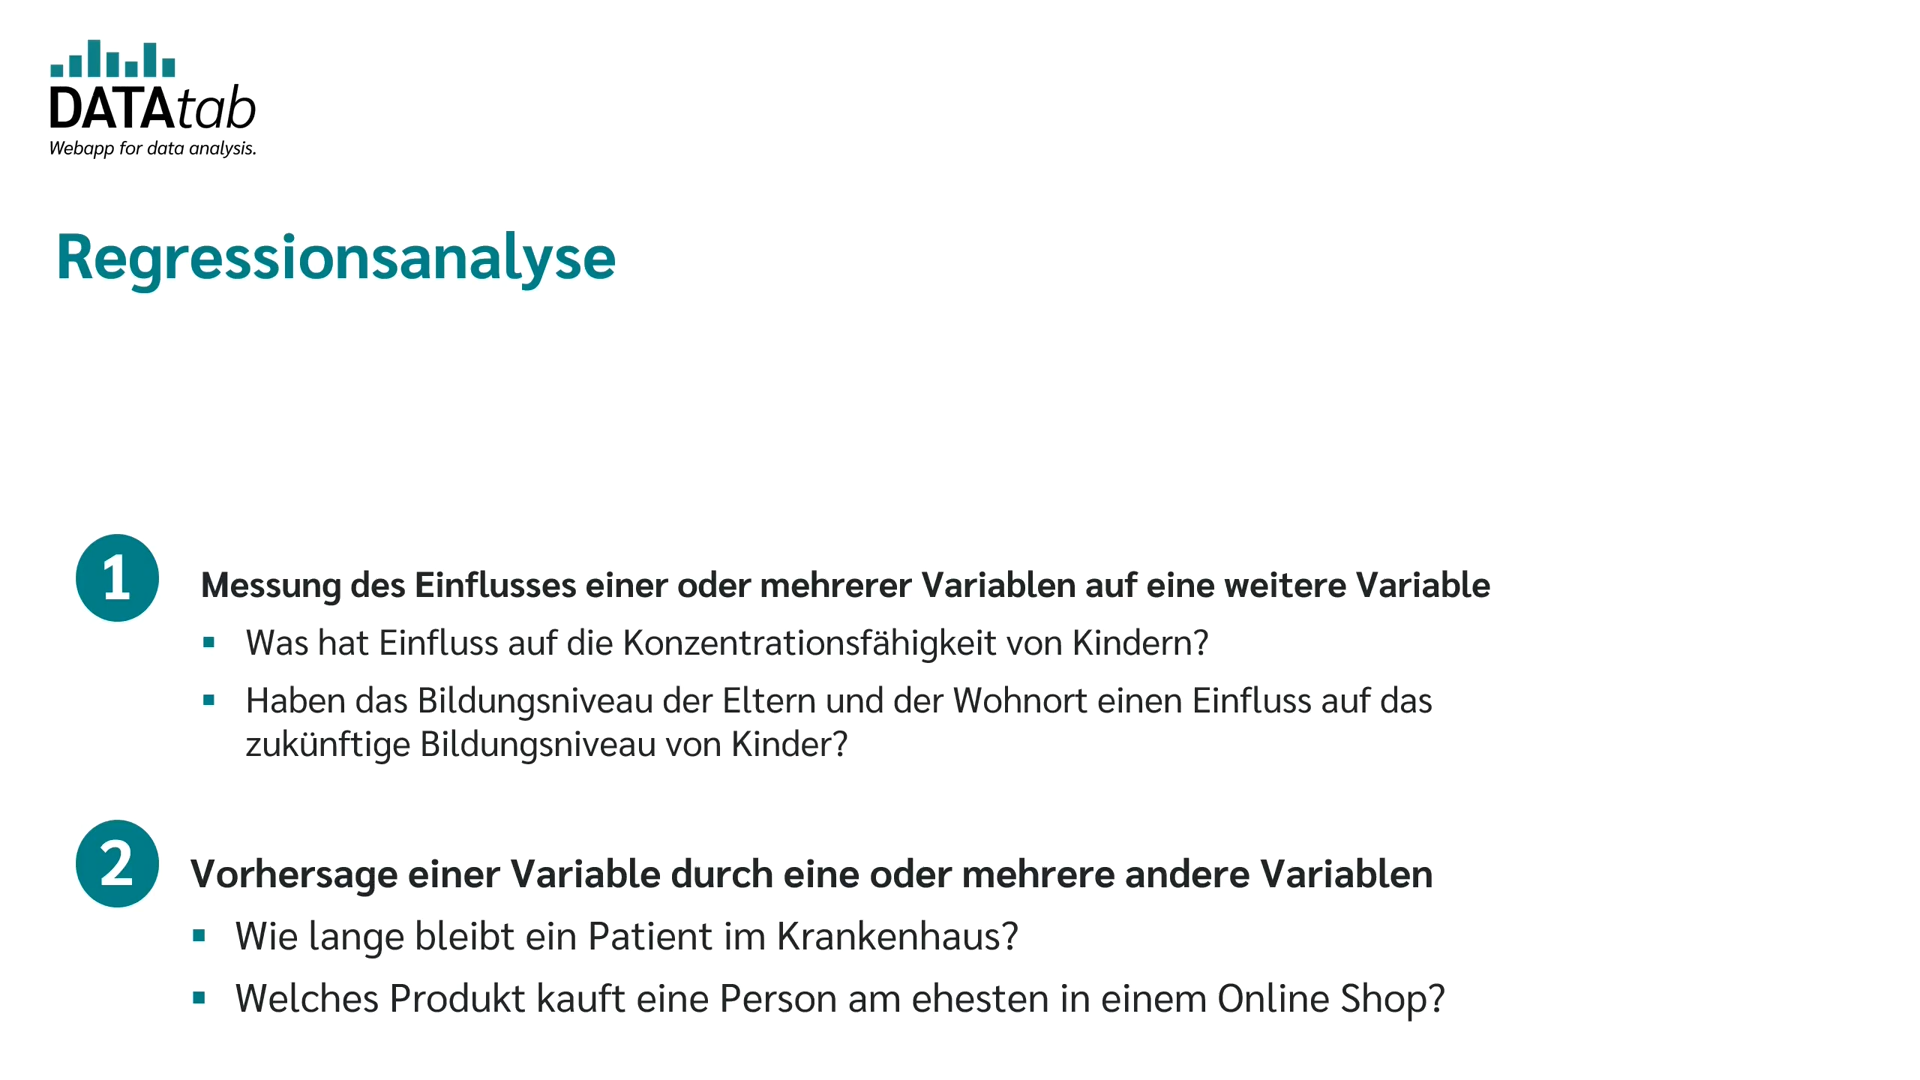 DATAtab
Webapp for data analysis.
Regressionsanalyse
1
Messung des Einflusses einer oder mehrerer Variablen auf eine weitere Variable
▪ Was hat Einfluss auf die Konzentrationsfähigkeit von Kindern?
▪ Haben das Bildungsniveau der Eltern und der Wohnort einen Einfluss auf das
zukünftige Bildungsniveau von Kinder?
2
Vorhersage einer Variable durch eine oder mehrere andere Variablen
▪ Wie lange bleibt ein Patient im Krankenhaus?
▪ Welches Produkt kauft eine Person am ehesten in einem Online Shop?